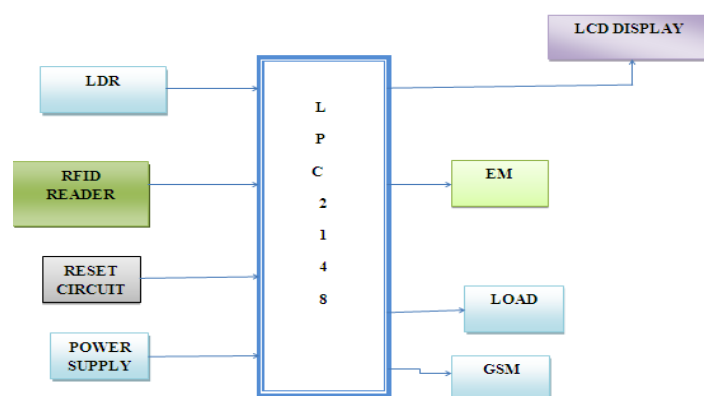 LCD DISPLAY
LDR
L
P
C
2
1
4
8
RFID
READER
EM
RESET
CIRCUIT
LOAD
POWER
SUPPLY
GSM